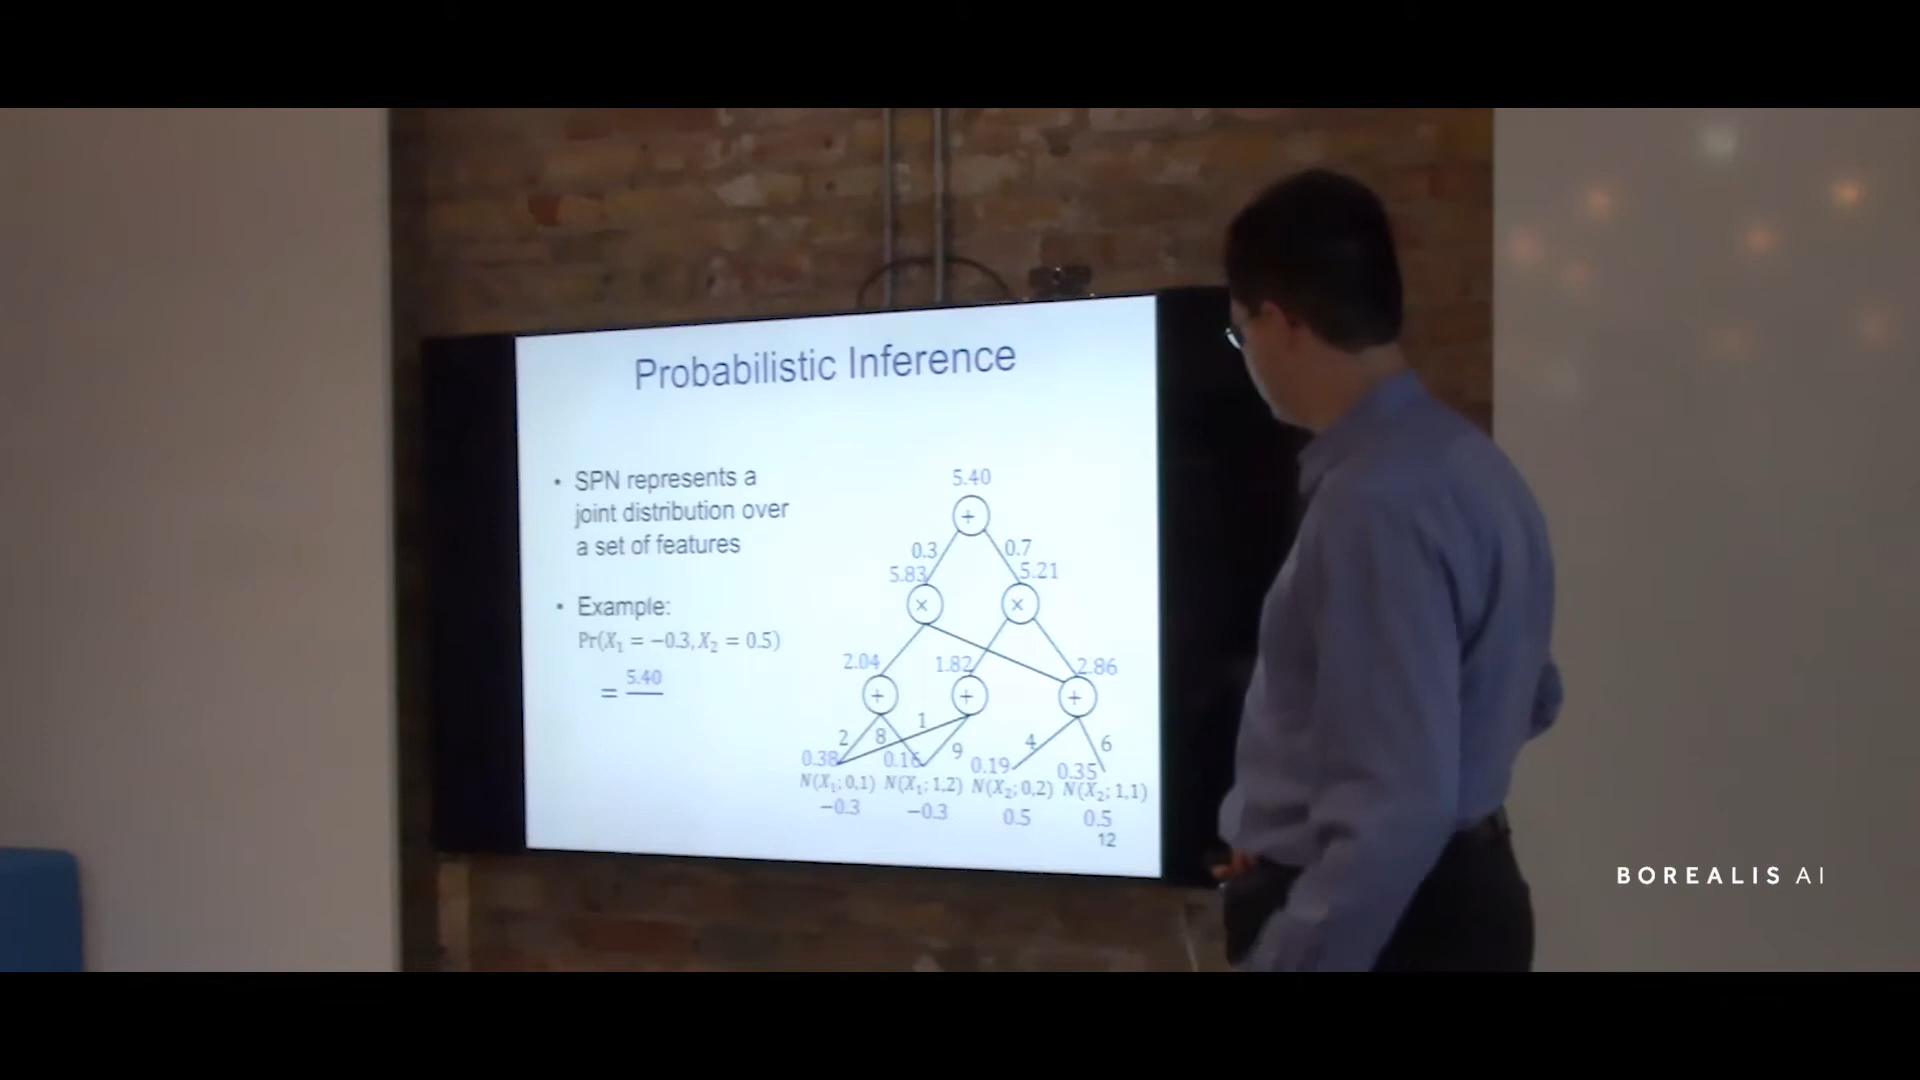 Probabilistic Inference
• SPN represents a
joint distribution over
a set of features
• Example:
Pr(X₁ = −0.3, X₂ = 0.5)
= 5.40
5.40
+
0.3 0.7
5.83 5.21
× ×
2.04 1.82 2.86
+ + +
2 8 1 9 4 6
0.38 0.16 0.19 0.35
N(X₁; 0,1) N(X₁; 1,2) N(X₂; 0,2) N(X₂; 1,1)
−0.3 −0.3 0.5 0.5
12
BOREALIS AI